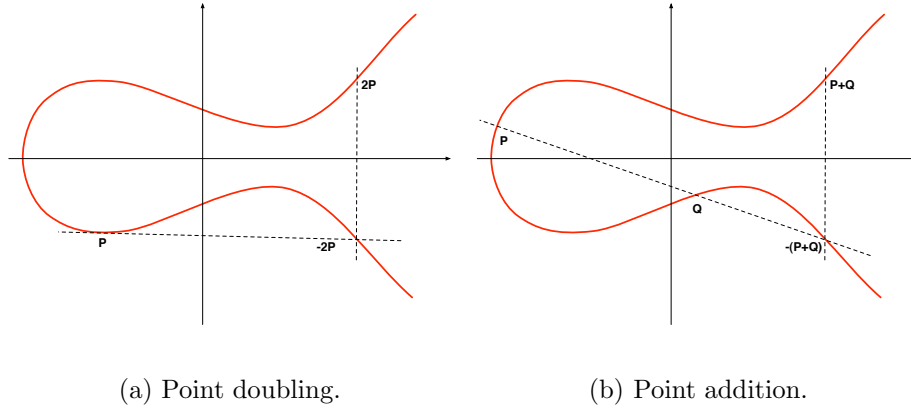 2P
P
-2P
(a) Point doubling.
P+Q
P
Q
-(P+Q)
(b) Point addition.